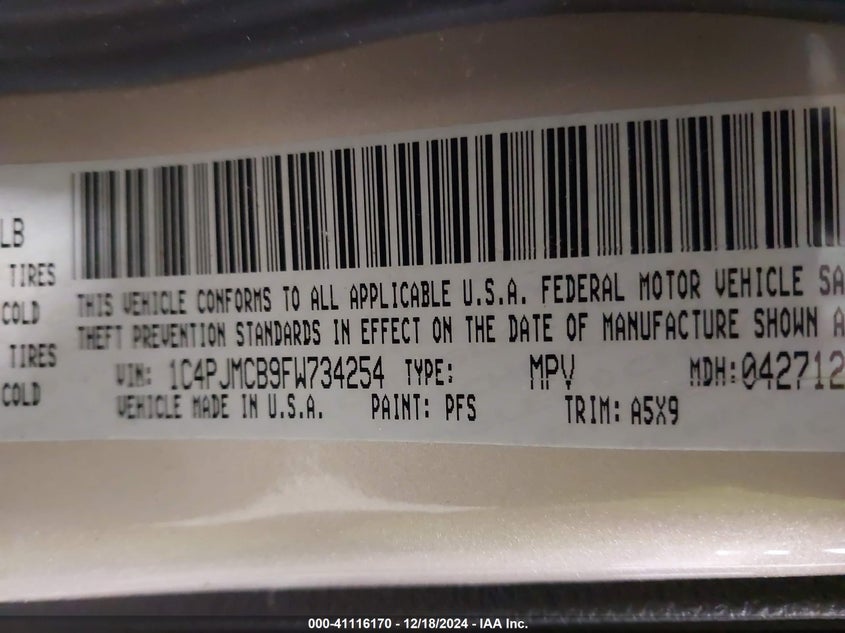 LB
TIRES
COLD
TIRES
COLD
THIS VEHICLE CONFORMS TO ALL APPLICABLE U.S.A. FEDERAL MOTOR VEHICLE SA
THEFT PREVENTION STANDARDS IN EFFECT ON THE DATE OF MANUFACTURE SHOWN A
VIN: 1C4PJMCB9FW734254 TYPE: MPV MDH:042712
VEHICLE MADE IN U.S.A. PAINT: PFS TRIM: A5X9
000-41116170 - 12/18/2024 - IAA Inc.